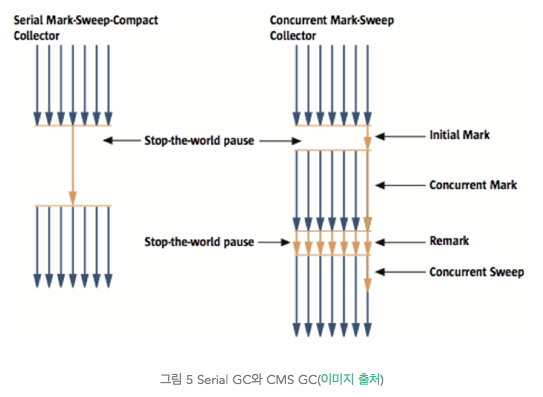 Serial Mark-Sweep-Compact
Collector
Concurrent Mark-Sweep
Collector
Stop-the-world pause
Initial Mark
Concurrent Mark
Stop-the-world pause
Remark
Concurrent Sweep
그림 5 Serial GC와 CMS GC(이미지 출처)